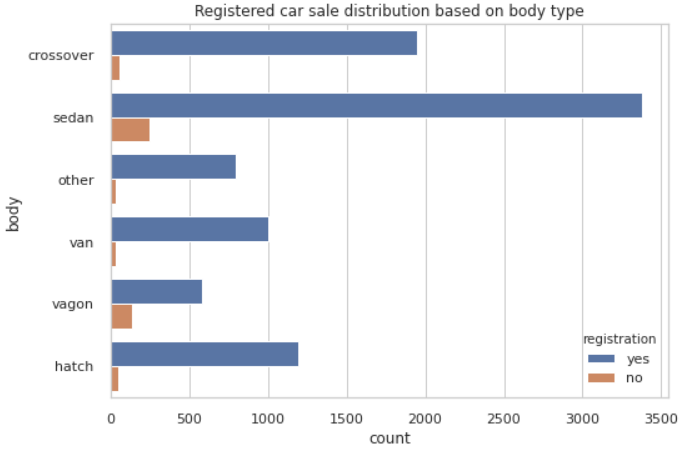 Registered car sale distribution based on body type
crossover
sedan
other
van
vagon
hatch
body
registration
yes
no
0 500 1000 1500 2000 2500 3000 3500
count